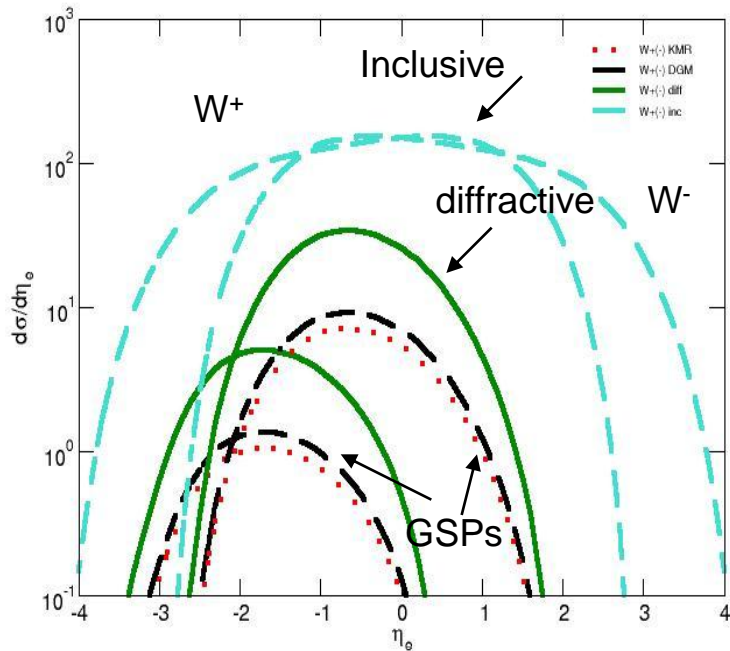 10³
10²
10¹
10⁰
10⁻¹
dσ/dηₑ
W⁺
Inclusive
W+(-) KMR
W+(-) DGM
W+(-) diff
W+(-) inc
diffractive
W⁻
GSPs
-4 -3 -2 -1 0 1 2 3 4
ηₑ